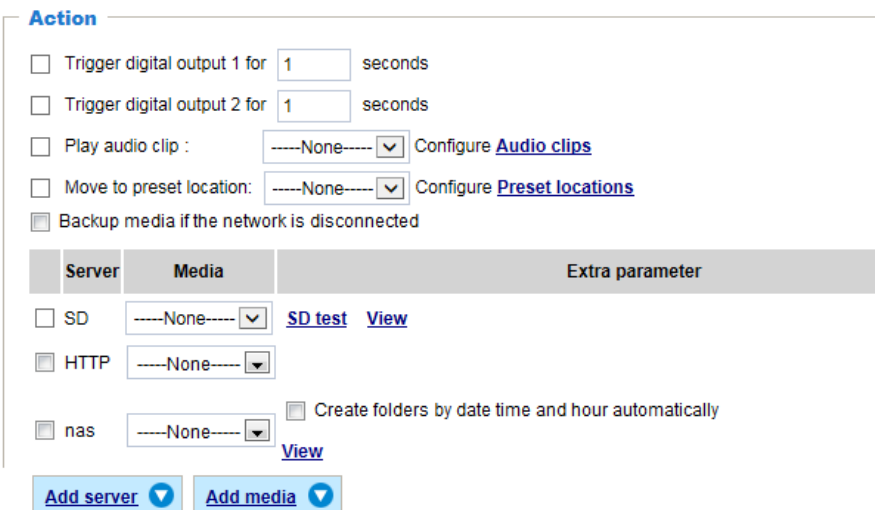 Action
Trigger digital output 1 for 1 seconds
Trigger digital output 2 for 1 seconds
Play audio clip : -----None----- Configure Audio clips
Move to preset location: -----None----- Configure Preset locations
Backup media if the network is disconnected
Server Media Extra parameter
SD -----None----- SD test View
HTTP -----None-----
Create folders by date time and hour automatically
nas -----None-----
View
Add server Add media